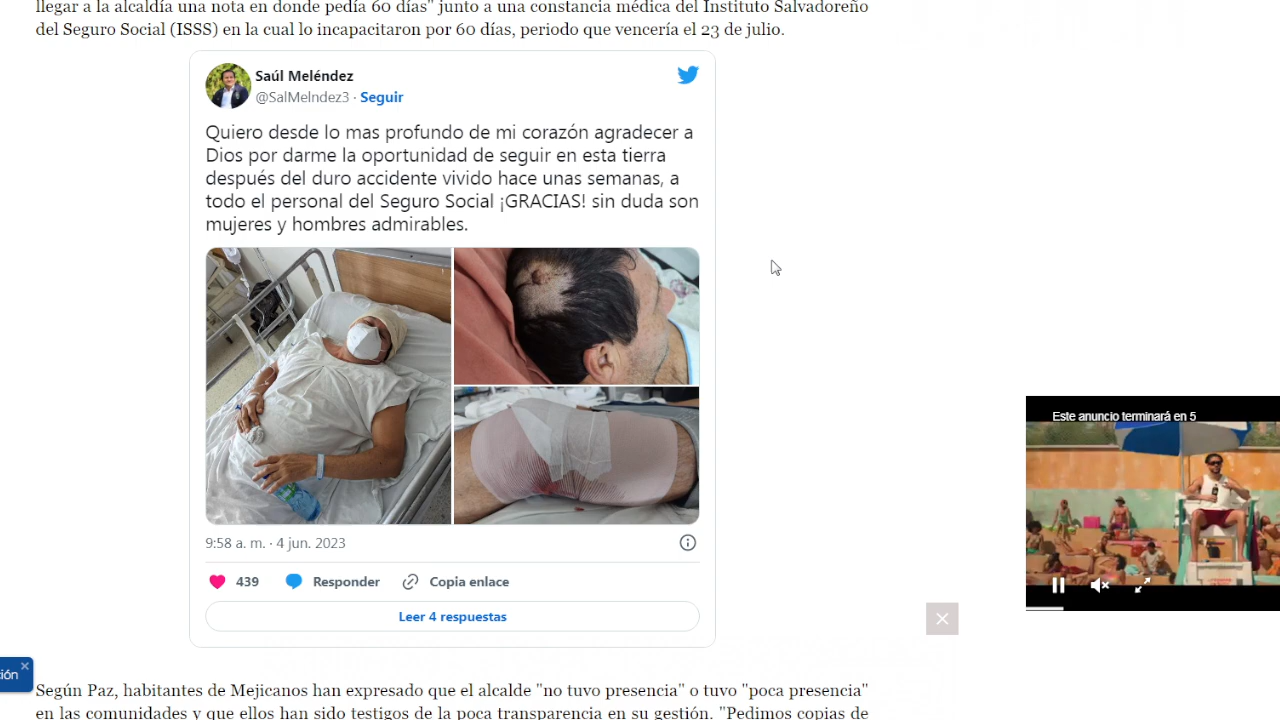 llegar a la alcaldía una nota en donde pedía 60 días" junto a una constancia médica del Instituto Salvadoreño
del Seguro Social (ISSS) en la cual lo incapacitaron por 60 días, periodo que vencería el 23 de julio.
Saúl Meléndez
@SalMelndez3 · Seguir
Quiero desde lo mas profundo de mi corazón agradecer a
Dios por darme la oportunidad de seguir en esta tierra
después del duro accidente vivido hace unas semanas, a
todo el personal del Seguro Social ¡GRACIAS! sin duda son
mujeres y hombres admirables.
9:58 a. m. · 4 jun. 2023
439 Responder Copia enlace
Leer 4 respuestas
Este anuncio terminará en 5
ión
Según Paz, habitantes de Mejicanos han expresado que el alcalde "no tuvo presencia" o tuvo "poca presencia"
en las comunidades y que ellos han sido testigos de la poca transparencia en su gestión. "Pedimos copias de